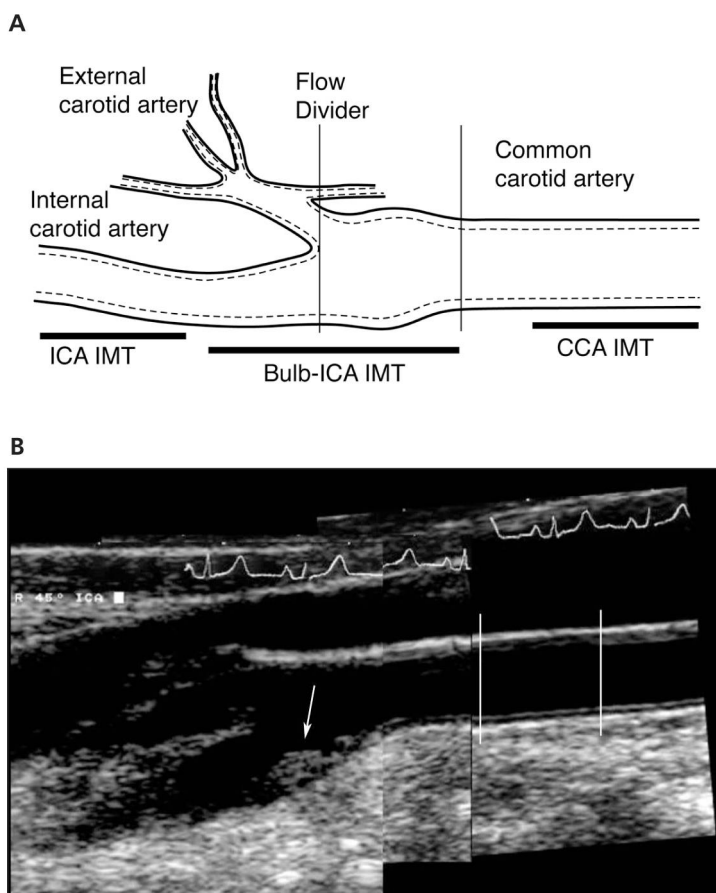 A
External
carotid artery
Flow
Divider
Common
carotid artery
Internal
carotid artery
ICA IMT
Bulb-ICA IMT
CCA IMT
B
R 45° ICA